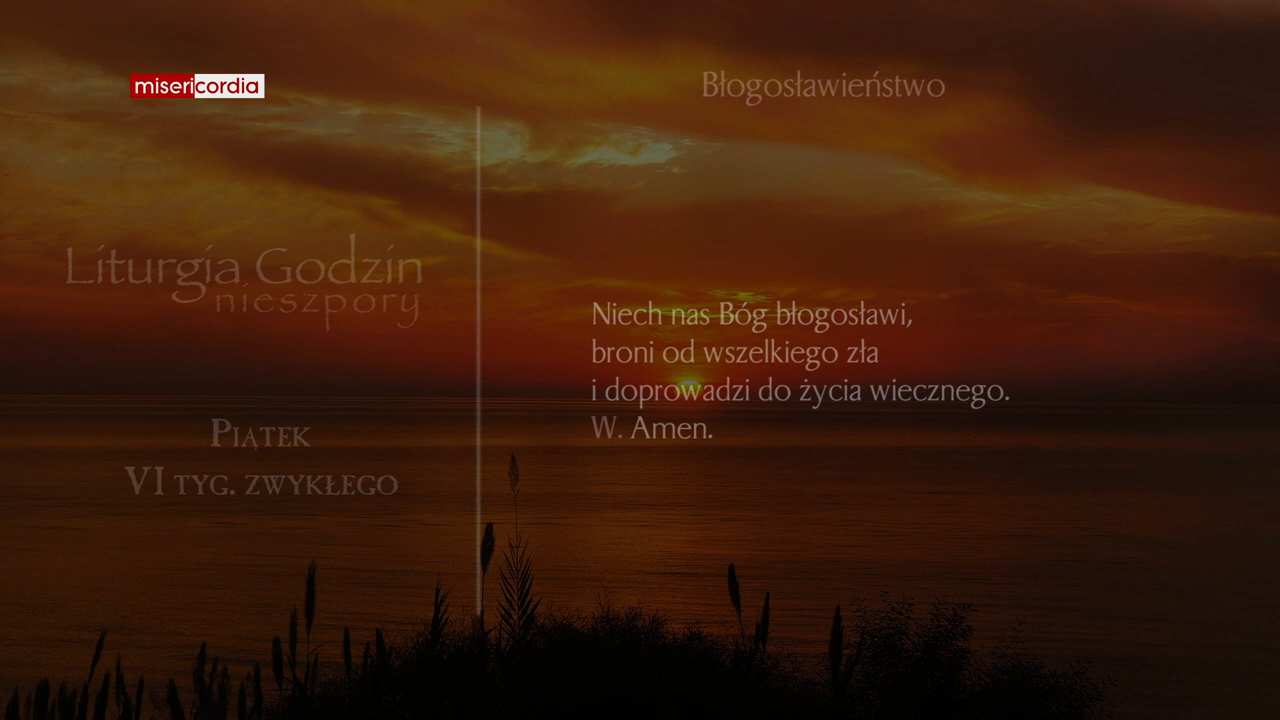 misericordia
Błogosławieństwo
Liturgia Godzin
nieszpory
Niech nas Bóg błogosławi,
broni od wszelkiego zła
i doprowadzi do życia wiecznego.
W. Amen.
Piątek
VI tyg. zwykłego